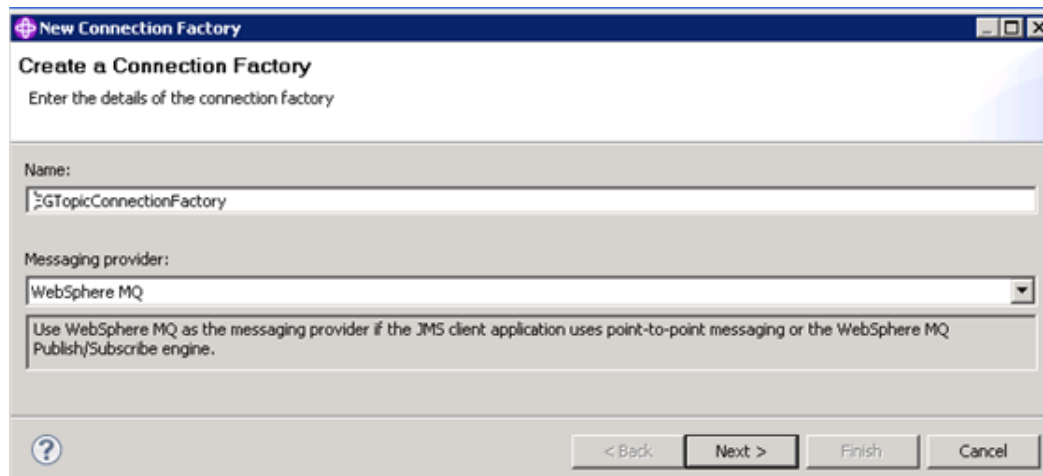 New Connection Factory
Create a Connection Factory
Enter the details of the connection factory
Name:
GTopicConnectionFactory
Messaging provider:
WebSphere MQ
Use WebSphere MQ as the messaging provider if the JMS client application uses point-to-point messaging or the WebSphere MQ
Publish/Subscribe engine.
?
< Back
Next >
Finish
Cancel